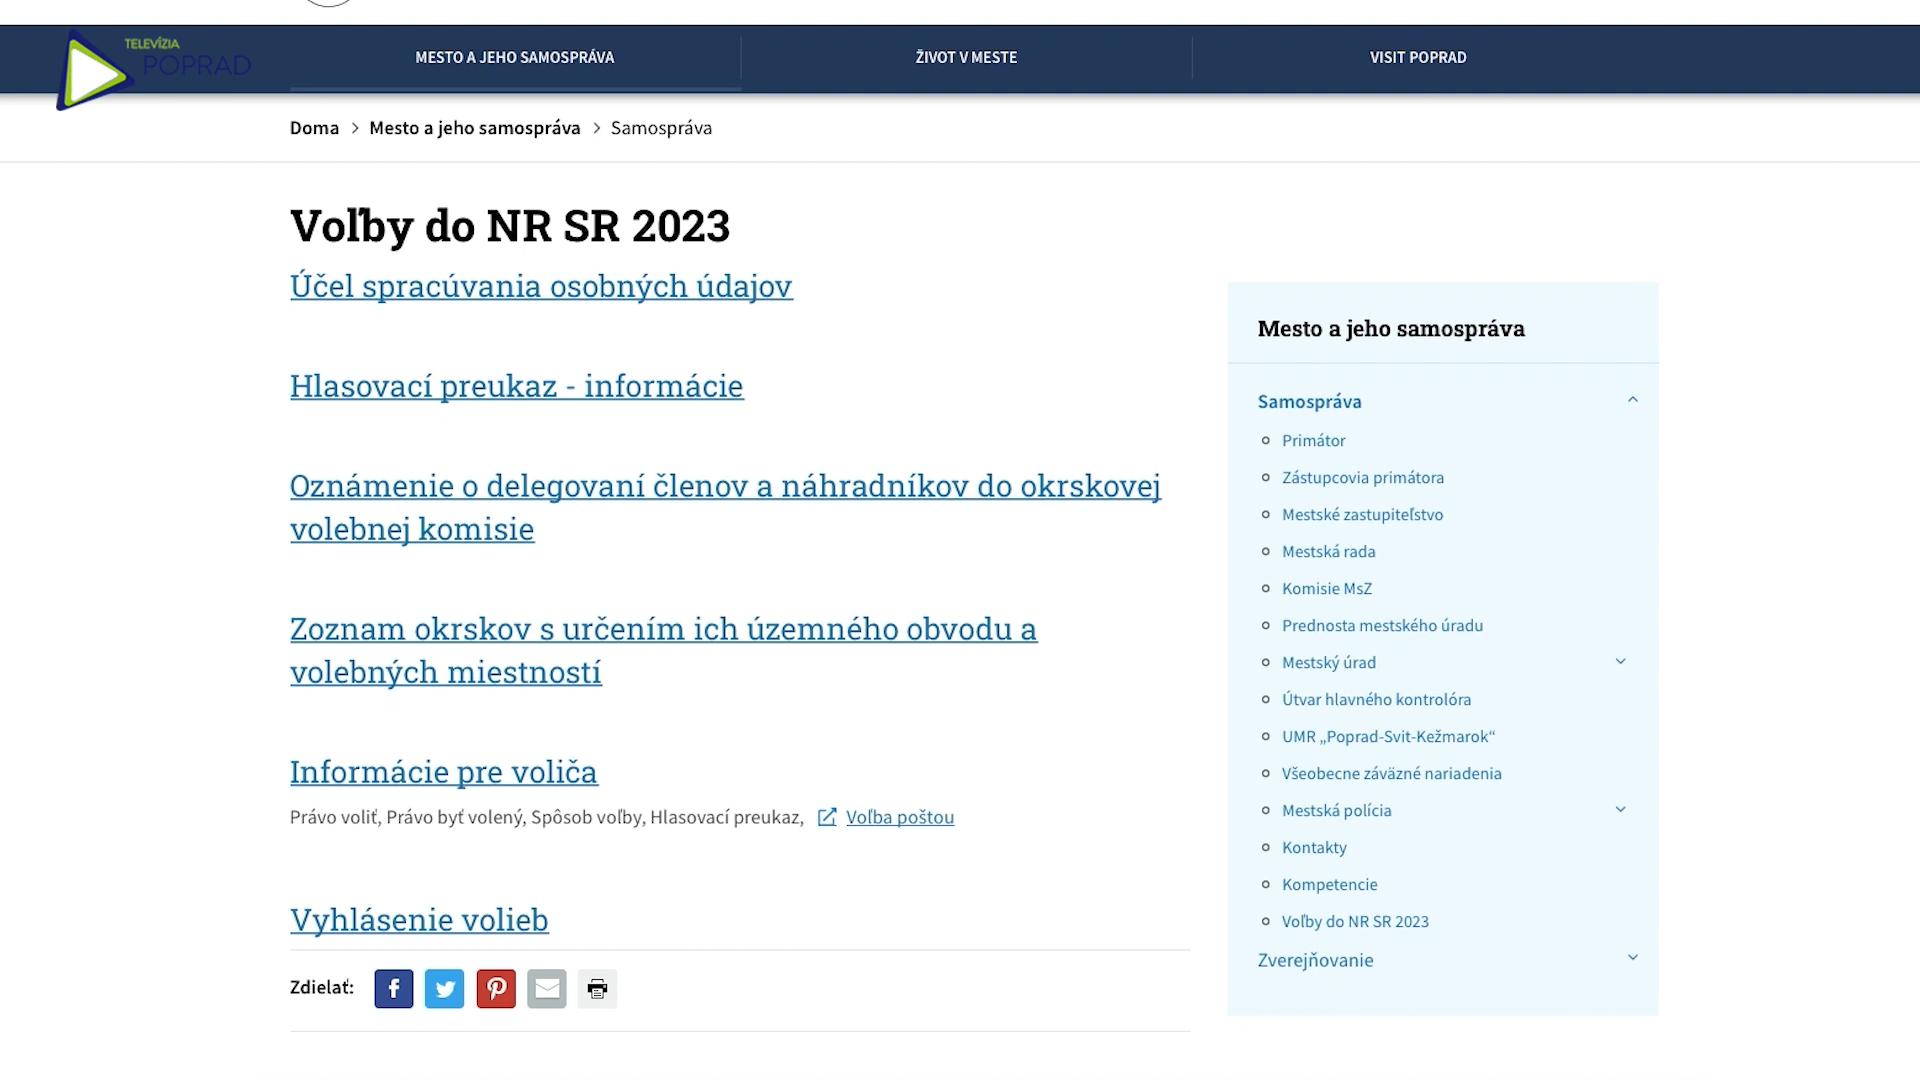 TELEVÍZIA
POPRAD
MESTO A JEHO SAMOSPRÁVA
ŽIVOT V MESTE
VISIT POPRAD
Doma > Mesto a jeho samospráva > Samospráva
Voľby do NR SR 2023
Účel spracúvania osobných údajov
Hlasovací preukaz - informácie
Oznámenie o delegovaní členov a náhradníkov do okrskovej
volebnej komisie
Zoznam okrskov s určením ich územného obvodu a
volebných miestností
Informácie pre voliča
Právo voliť, Právo byť volený, Spôsob voľby, Hlasovací preukaz, Voľba poštou
Vyhlásenie volieb
Zdielať:
Mesto a jeho samospráva
Samospráva
Primátor
Zástupcovia primátora
Mestské zastupiteľstvo
Mestská rada
Komisie MsZ
Prednosta mestského úradu
Mestský úrad
Útvar hlavného kontrolóra
UMR „Poprad-Svit-Kežmarok“
Všeobecne záväzné nariadenia
Mestská polícia
Kontakty
Kompetencie
Voľby do NR SR 2023
Zverejňovanie